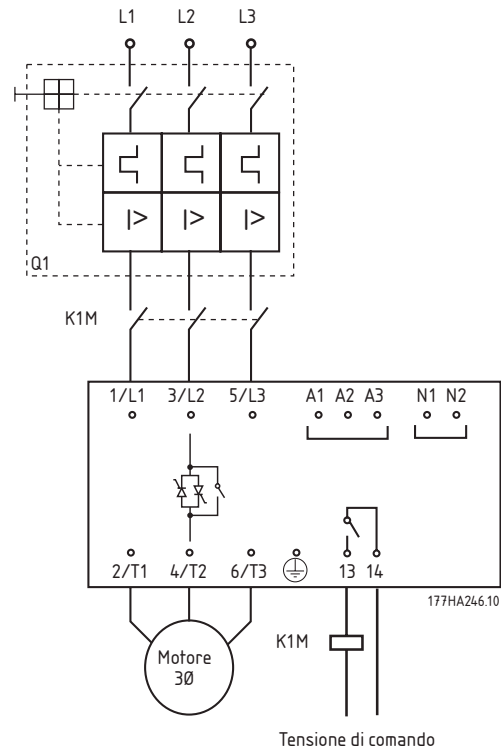 L1 L2 L3
I> I> I>
Q1
K1M
1/L1 3/L2 5/L3 A1 A2 A3 N1 N2
2/T1 4/T2 6/T3 13 14
177HA246.10
K1M
Motore
3Ø
Tensione di comando